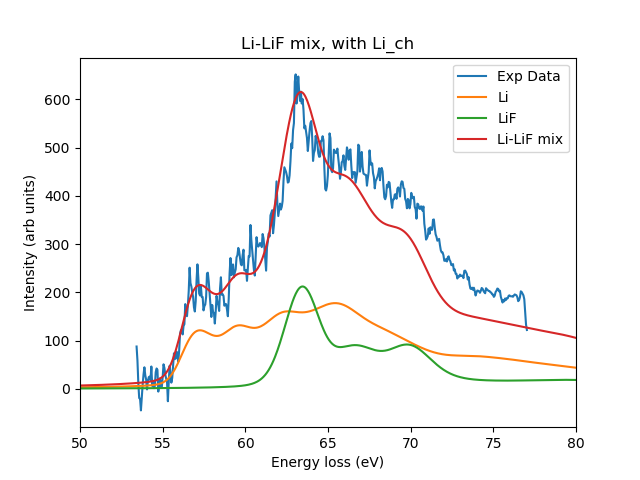 Li-LiF mix, with Li_ch
Exp Data
Li
LiF
Li-LiF mix
Intensity (arb units)
600
500
400
300
200
100
0
50 55 60 65 70 75 80
Energy loss (eV)